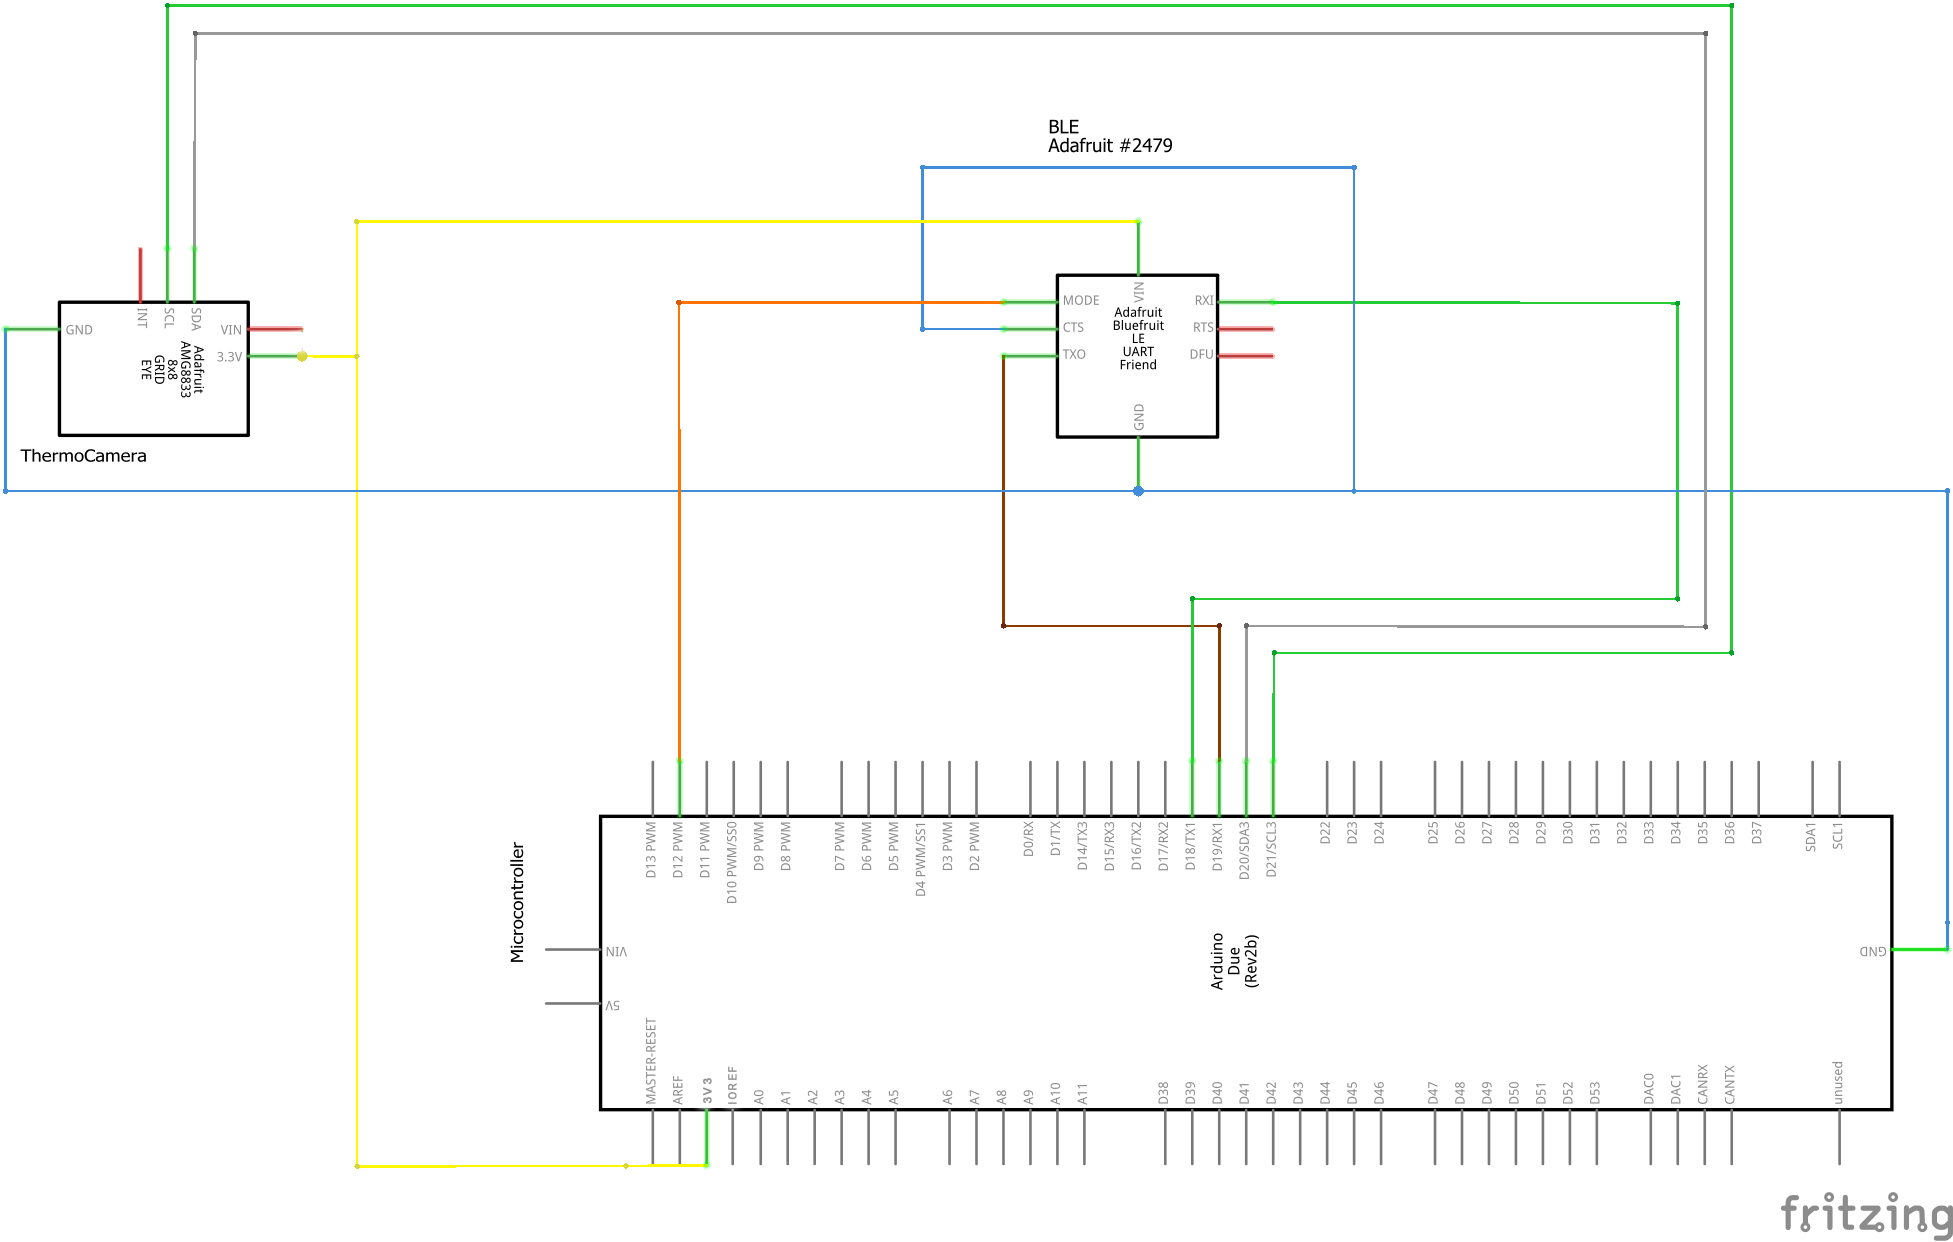 BLE
Adafruit #2479
INT
SCL
SDA
GND
VIN
3.3V
Adafruit
AMG8833
8x8
GRID
EYE
ThermoCamera
MODE
CTS
TXO
VIN
RXI
RTS
DFU
GND
Adafruit
Bluefruit
LE
UART
Friend
Microcontroller
D13 PWM
D12 PWM
D11 PWM
D10 PWM/SS0
D9 PWM
D8 PWM
D7 PWM
D6 PWM
D5 PWM
D4 PWM/SS1
D3 PWM
D2 PWM
D0/RX
D1/TX
D14/TX3
D15/RX3
D16/TX2
D17/RX2
D18/TX1
D19/RX1
D20/SDA3
D21/SCL3
D22
D23
D24
D25
D26
D27
D28
D29
D30
D31
D32
D33
D34
D35
D36
D37
SDA1
SCL1
VIN
5V
Arduino
Due
(Rev2b)
GND
MASTER-RESET
AREF
3V3
IOREF
A0
A1
A2
A3
A4
A5
A6
A7
A8
A9
A10
A11
D38
D39
D40
D41
D42
D43
D44
D45
D46
D47
D48
D49
D50
D51
D52
D53
DAC0
DAC1
CANRX
CANTX
unused
fritzing